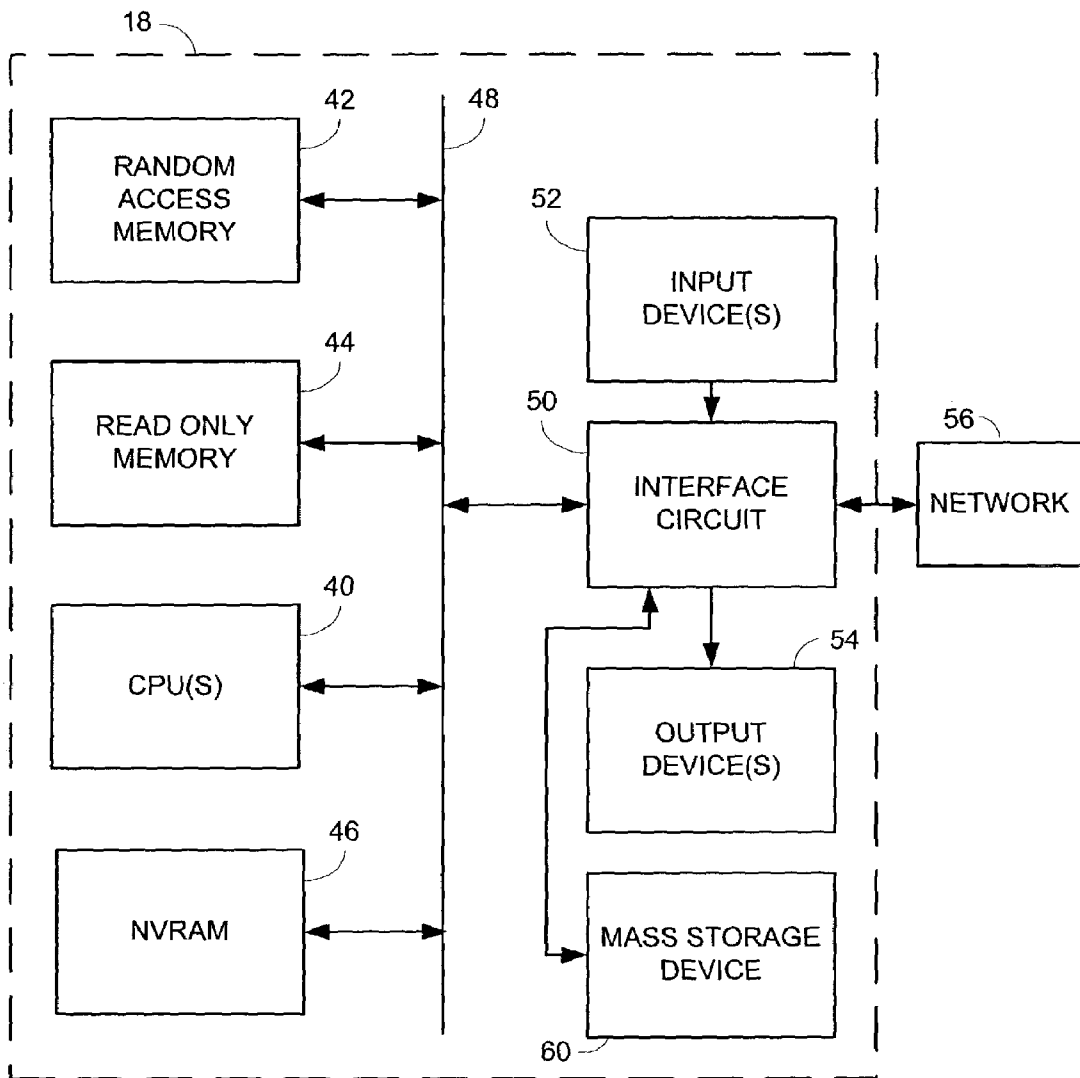 18
42
48
RANDOM
ACCESS
MEMORY
52
INPUT
DEVICE(S)
44
READ ONLY
MEMORY
50
INTERFACE
CIRCUIT
56
NETWORK
40
CPU(S)
54
OUTPUT
DEVICE(S)
46
NVRAM
MASS STORAGE
DEVICE
60